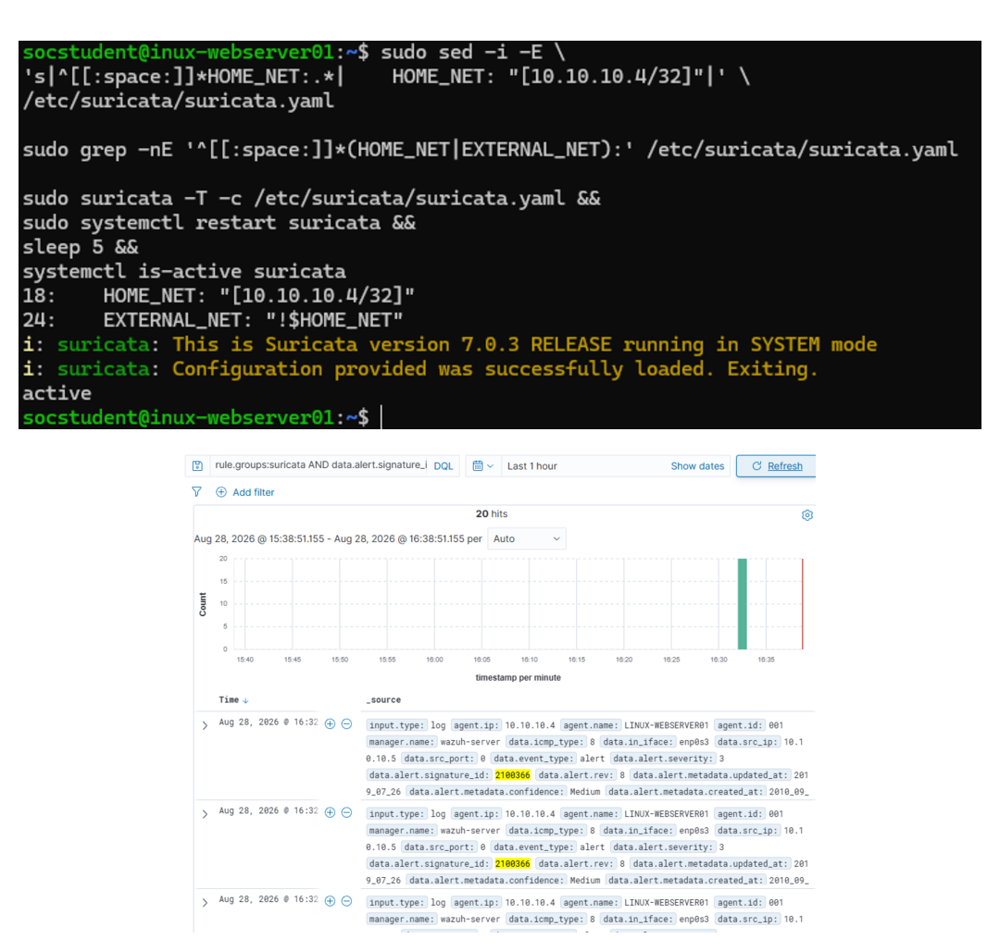 socstudent@inux-webserver01:~$ sudo sed -i -E \
's|^[[:space:]]*HOME_NET:.*|    HOME_NET: "[10.10.10.4/32]"|' \
/etc/suricata/suricata.yaml
sudo grep -nE '^[[:space:]]*(HOME_NET|EXTERNAL_NET):' /etc/suricata/suricata.yaml
sudo suricata -T -c /etc/suricata/suricata.yaml &&
sudo systemctl restart suricata &&
sleep 5 &&
systemctl is-active suricata
18:    HOME_NET: "[10.10.10.4/32]"
24:    EXTERNAL_NET: "!$HOME_NET"
i: suricata: This is Suricata version 7.0.3 RELEASE running in SYSTEM mode
i: suricata: Configuration provided was successfully loaded. Exiting.
active
socstudent@inux-webserver01:~$
rule.groups:suricata AND data.alert.signature_i DQL Last 1 hour Show dates Refresh
Add filter
20 hits
Aug 28, 2026 @ 15:38:51.155 - Aug 28, 2026 @ 16:38:51.155 per Auto
20
15
10
5
0
Count
15:40 15:45 15:50 15:55 16:00 16:05 16:10 16:15 16:20 16:25 16:30 16:35
timestamp per minute
Time _source
Aug 28, 2026 @ 16:32 input.type: log agent.ip: 10.10.10.4 agent.name: LINUX-WEBSERVER01 agent.id: 001
manager.name: wazuh-server data.icmp_type: 8 data.in_iface: enp0s3 data.src_ip: 10.1
0.10.5 data.src_port: 0 data.event_type: alert data.alert.severity: 3
data.alert.signature_id: 2100366 data.alert.rev: 8 data.alert.metadata.updated_at: 201
9_07_26 data.alert.metadata.confidence: Medium data.alert.metadata.created_at: 2010_09_
Aug 28, 2026 @ 16:32 input.type: log agent.ip: 10.10.10.4 agent.name: LINUX-WEBSERVER01 agent.id: 001
manager.name: wazuh-server data.icmp_type: 8 data.in_iface: enp0s3 data.src_ip: 10.1
0.10.5 data.src_port: 0 data.event_type: alert data.alert.severity: 3
data.alert.signature_id: 2100366 data.alert.rev: 8 data.alert.metadata.updated_at: 201
9_07_26 data.alert.metadata.confidence: Medium data.alert.metadata.created_at: 2010_09_
Aug 28, 2026 @ 16:32 input.type: log agent.ip: 10.10.10.4 agent.name: LINUX-WEBSERVER01 agent.id: 001
manager.name: wazuh-server data.icmp_type: 8 data.in_iface: enp0s3 data.src_ip: 10.1